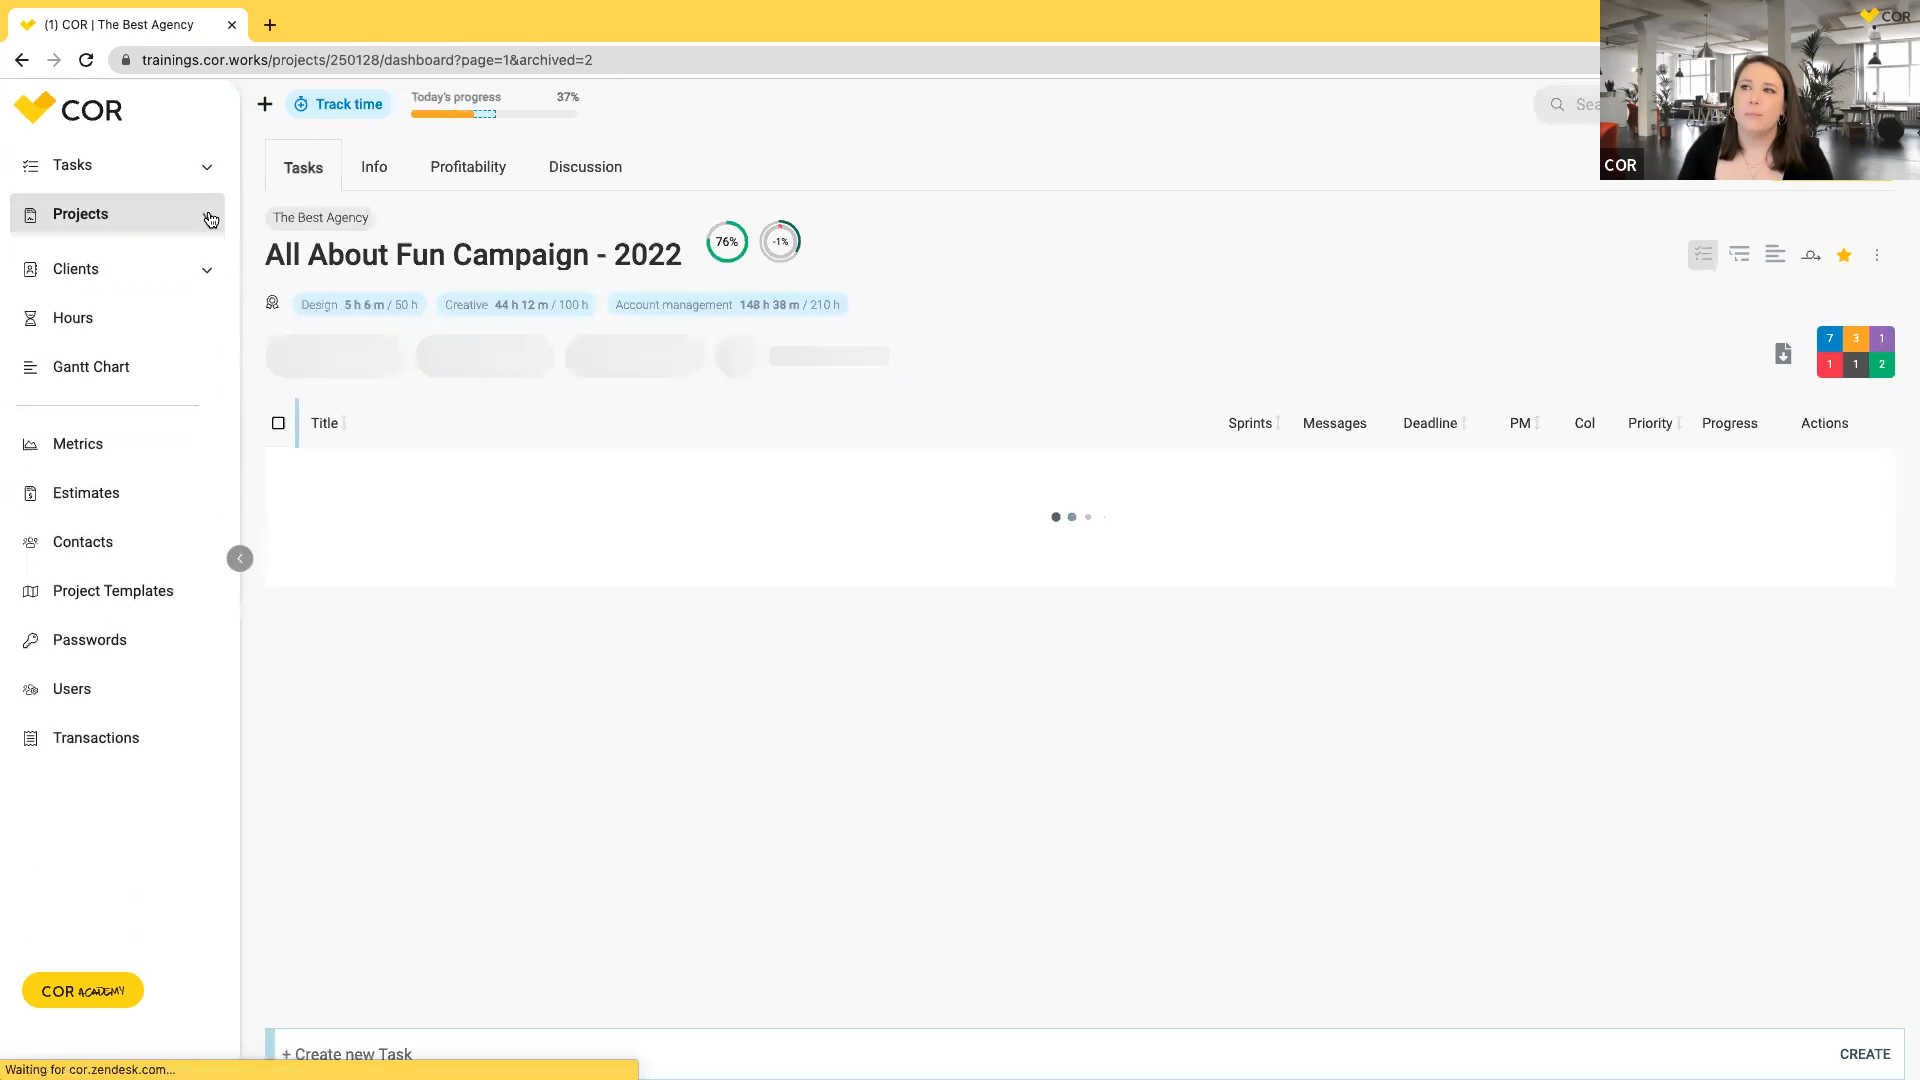 (1) COR | The Best Agency
trainings.cor.works/projects/250128/dashboard?page=1&archived=2
COR
COR
COR
Track time
Today's progress
37%
Tasks
Projects
Clients
Hours
Gantt Chart
Metrics
Estimates
Contacts
Project Templates
Passwords
Users
Transactions
COR ACADEMY
Tasks
Info
Profitability
Discussion
The Best Agency
All About Fun Campaign - 2022
76%
-1%
Design 5 h 6 m / 50 h
Creative 44 h 12 m / 100 h
Account management 148 h 38 m / 210 h
7 3 1
1 1 2
Title
Sprints
Messages
Deadline
PM
Col
Priority
Progress
Actions
+ Create new Task
CREATE
Waiting for cor.zendesk.com...